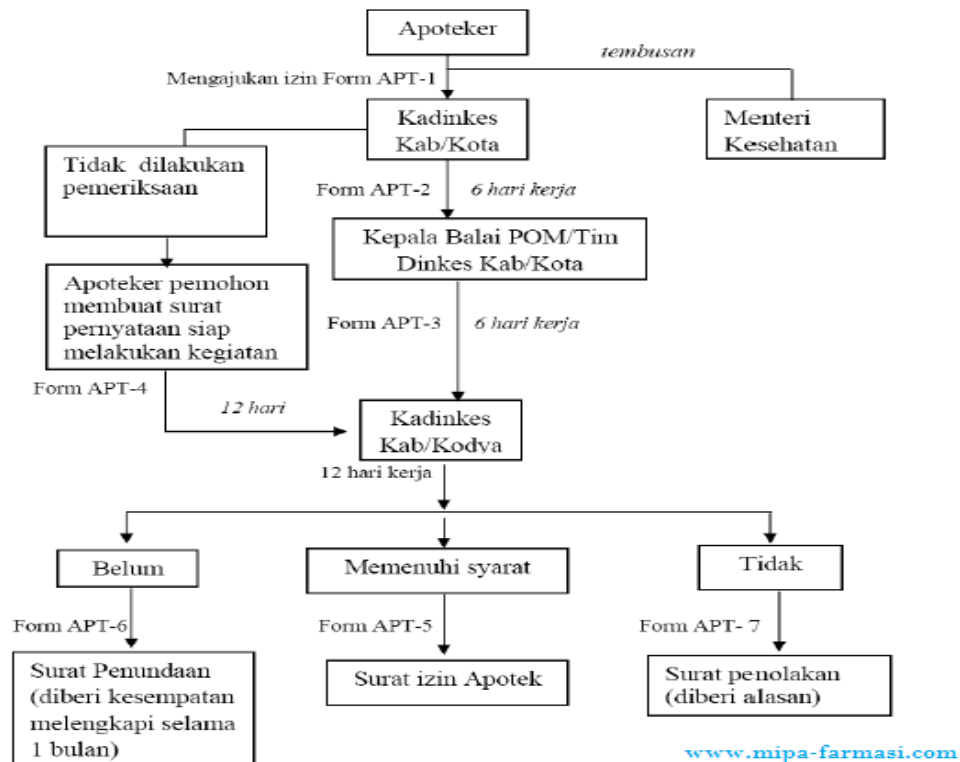 Apoteker
tembusan
Mengajukan izin Form APT-1
Kadinkes
Kab/Kota
Menteri
Kesehatan
Tidak dilakukan
pemeriksaan
Form APT-2
6 hari kerja
Kepala Balai POM/Tim
Dinkes Kab/Kota
Apoteker pemohon
membuat surat
pernyataan siap
melakukan kegiatan
Form APT-3
6 hari kerja
Form APT-4
12 hari
Kadinkes
Kab/Kodya
12 hari kerja
Belum
Memenuhi syarat
Tidak
Form APT-6
Form APT-5
Form APT- 7
Surat Penundaan
(diberi kesempatan
melengkapi selama
1 bulan)
Surat izin Apotek
Surat penolakan
(diberi alasan)
www.mipa-farmasi.com